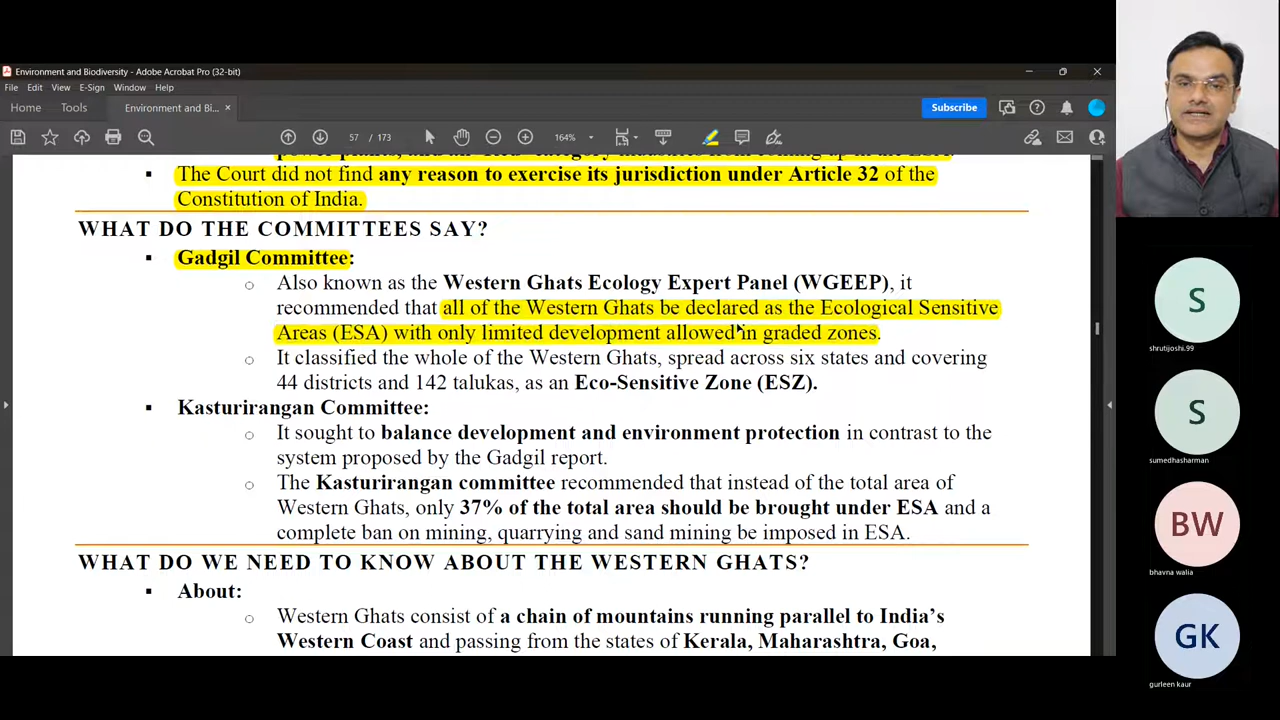 Environment and Biodiversity - Adobe Acrobat Pro (32-bit)
File Edit View E-Sign Window Help
Home Tools Environment and Bi... × Subscribe
57 / 173 164%
The Court did not find any reason to exercise its jurisdiction under Article 32 of the
Constitution of India.
WHAT DO THE COMMITTEES SAY?
Gadgil Committee:
Also known as the Western Ghats Ecology Expert Panel (WGEEP), it
recommended that all of the Western Ghats be declared as the Ecological Sensitive
Areas (ESA) with only limited development allowed in graded zones.
It classified the whole of the Western Ghats, spread across six states and covering
44 districts and 142 talukas, as an Eco-Sensitive Zone (ESZ).
Kasturirangan Committee:
It sought to balance development and environment protection in contrast to the
system proposed by the Gadgil report.
The Kasturirangan committee recommended that instead of the total area of
Western Ghats, only 37% of the total area should be brought under ESA and a
complete ban on mining, quarrying and sand mining be imposed in ESA.
WHAT DO WE NEED TO KNOW ABOUT THE WESTERN GHATS?
About:
Western Ghats consist of a chain of mountains running parallel to India's
Western Coast and passing from the states of Kerala, Maharashtra, Goa,
S
shrutijoshi.99
S
sumedhasharman
BW
bhavna walia
GK
gurleen kaur